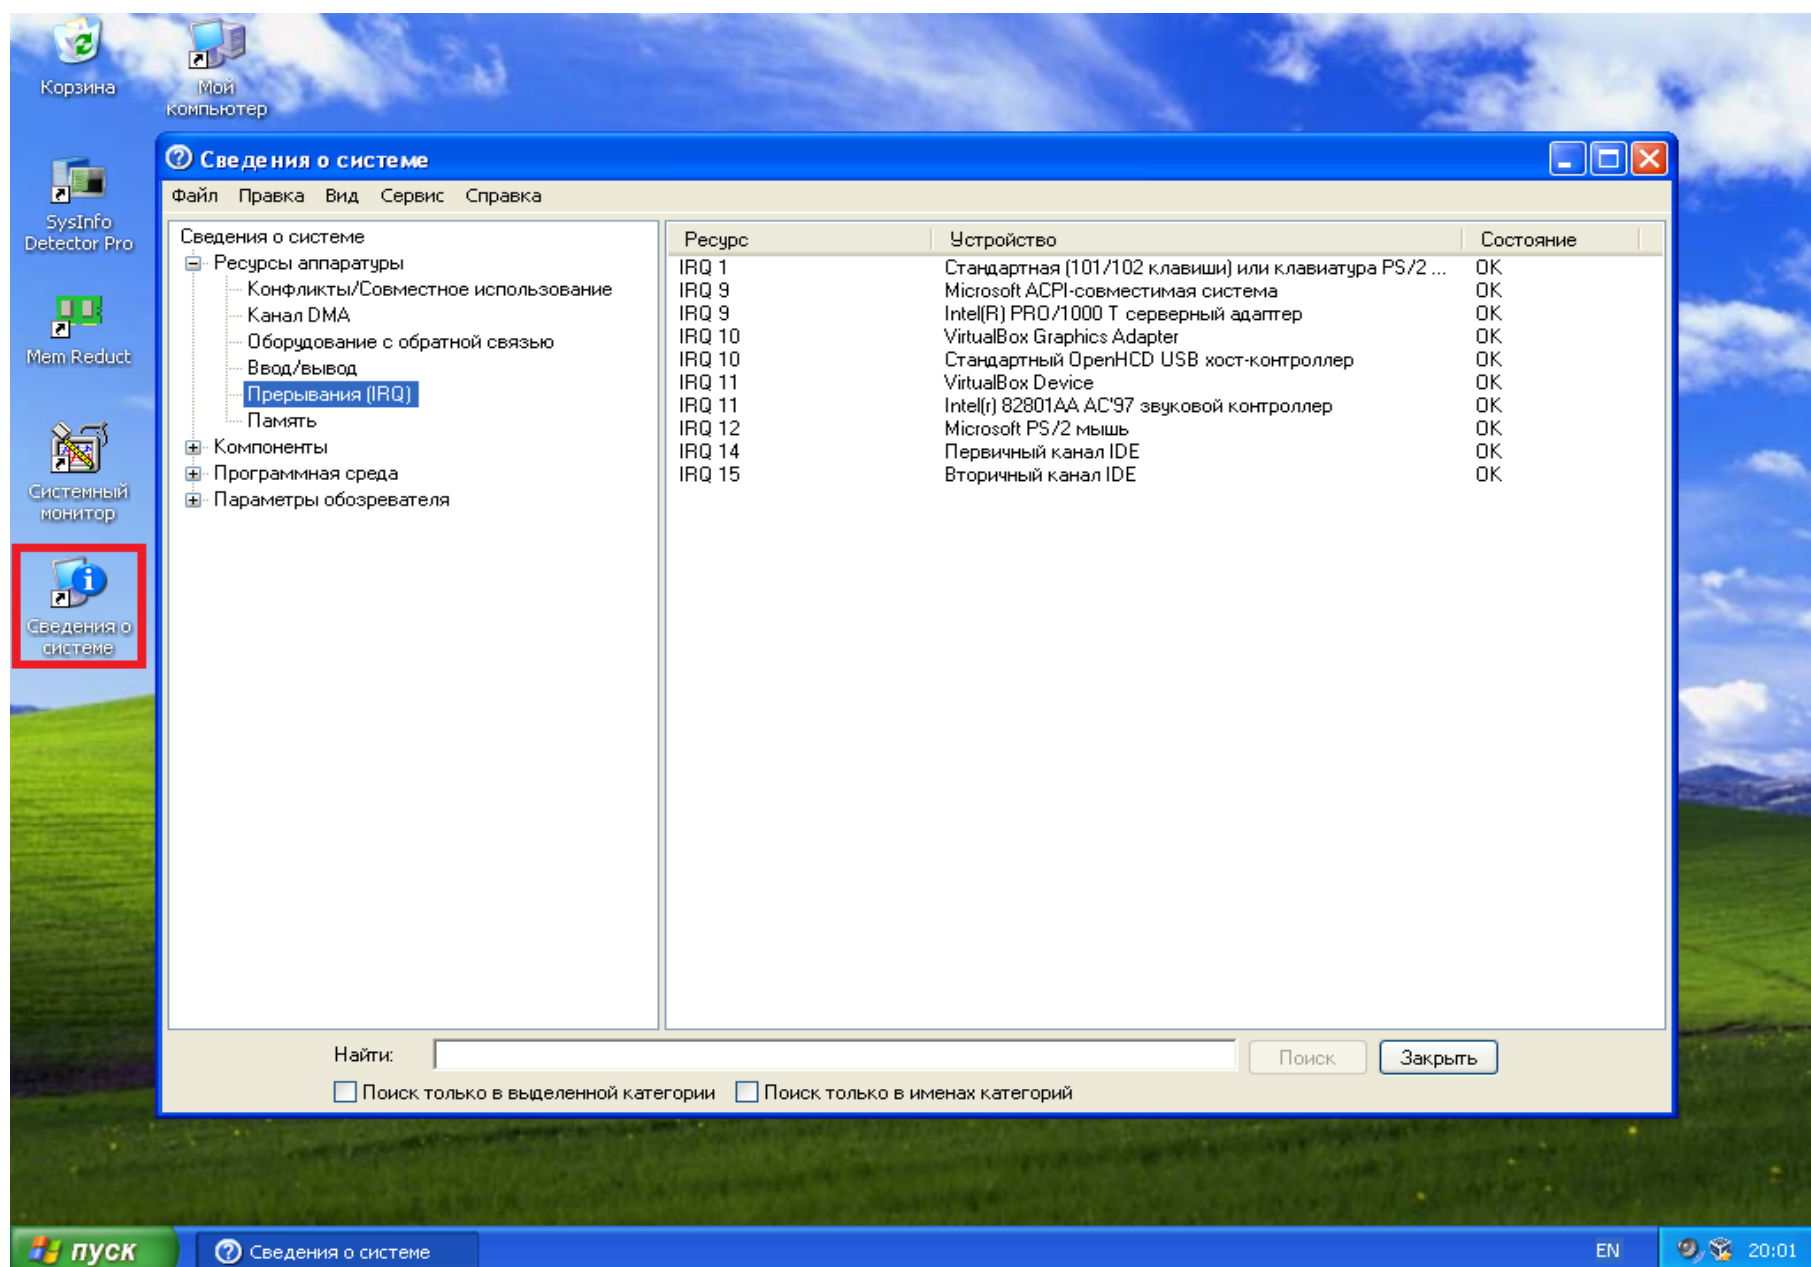 Корзина
Мой
компьютер
SysInfo
Detector Pro
Mem Reduct
Системный
монитор
Сведения о
системе
Сведения о системе
Файл Правка Вид Сервис Справка
Сведения о системе
Ресурсы аппаратуры
Конфликты/Совместное использование
Канал DMA
Оборудование с обратной связью
Ввод/вывод
Прерывания (IRQ)
Память
Компоненты
Программная среда
Параметры обозревателя
Ресурс Устройство Состояние
IRQ 1 Стандартная (101/102 клавиши) или клавиатура PS/2 ... OK
IRQ 9 Microsoft ACPI-совместимая система OK
IRQ 9 Intel(R) PRO/1000 T серверный адаптер OK
IRQ 10 VirtualBox Graphics Adapter OK
IRQ 10 Стандартный OpenHCD USB хост-контроллер OK
IRQ 11 VirtualBox Device OK
IRQ 11 Intel(r) 82801AA AC'97 звуковой контроллер OK
IRQ 12 Microsoft PS/2 мышь OK
IRQ 14 Первичный канал IDE OK
IRQ 15 Вторичный канал IDE OK
Найти: Поиск Закрыть
Поиск только в выделенной категории Поиск только в именах категорий
пуск Сведения о системе EN 20:01